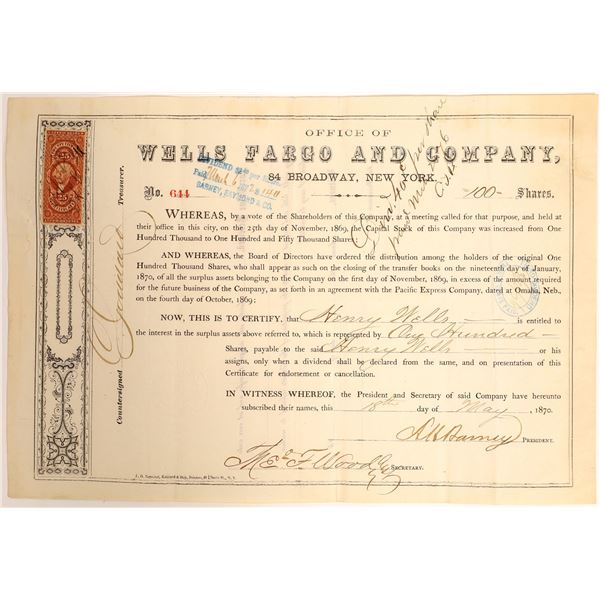 OFFICE OF
WELLS FARGO AND COMPANY,
84 BROADWAY, NEW YORK.
No. 644
100 Shares.
DIVIDEND
Paid March 6
BARNEY, RAYMOND & CO.
per share
25
25
WHEREAS, by a vote of the Shareholders of this Company, at a meeting called for that purpose, and held at
their office in this city, on the 25th day of November, 1869, the Capital Stock of this Company was increased from One
Hundred Thousand to One Hundred and Fifty Thousand Shares
AND WHEREAS, the Board of Directors have ordered the distribution among the holders of the original One
Hundred Thousand Shares, who shall appear as such on the closing of the transfer books on the nineteenth day of January,
1870, of all the surplus assets belonging to the Company on the first day of November, 1869, in excess of the amount required
for the future business of the Company, as set forth in an agreement with the Pacific Express Company, dated at Omaha, Neb.,
on the fourth day of October, 1869;
NOW, THIS IS TO CERTIFY, that Henry Wells is entitled
to the interest in the surplus assets above referred to, which is represented by One Hundred
Shares, payable to the said Henry Wells or his
assigns, only when a dividend shall be declared from the same, and on presentation of this
Certificate for endorsement or cancellation.
IN WITNESS WHEREOF, the President and Secretary of said Company have hereunto
subscribed their names, this 18th day of May, 1870.
A H Barney PRESIDENT.
SECRETARY.
Countersigned
Treasurer.